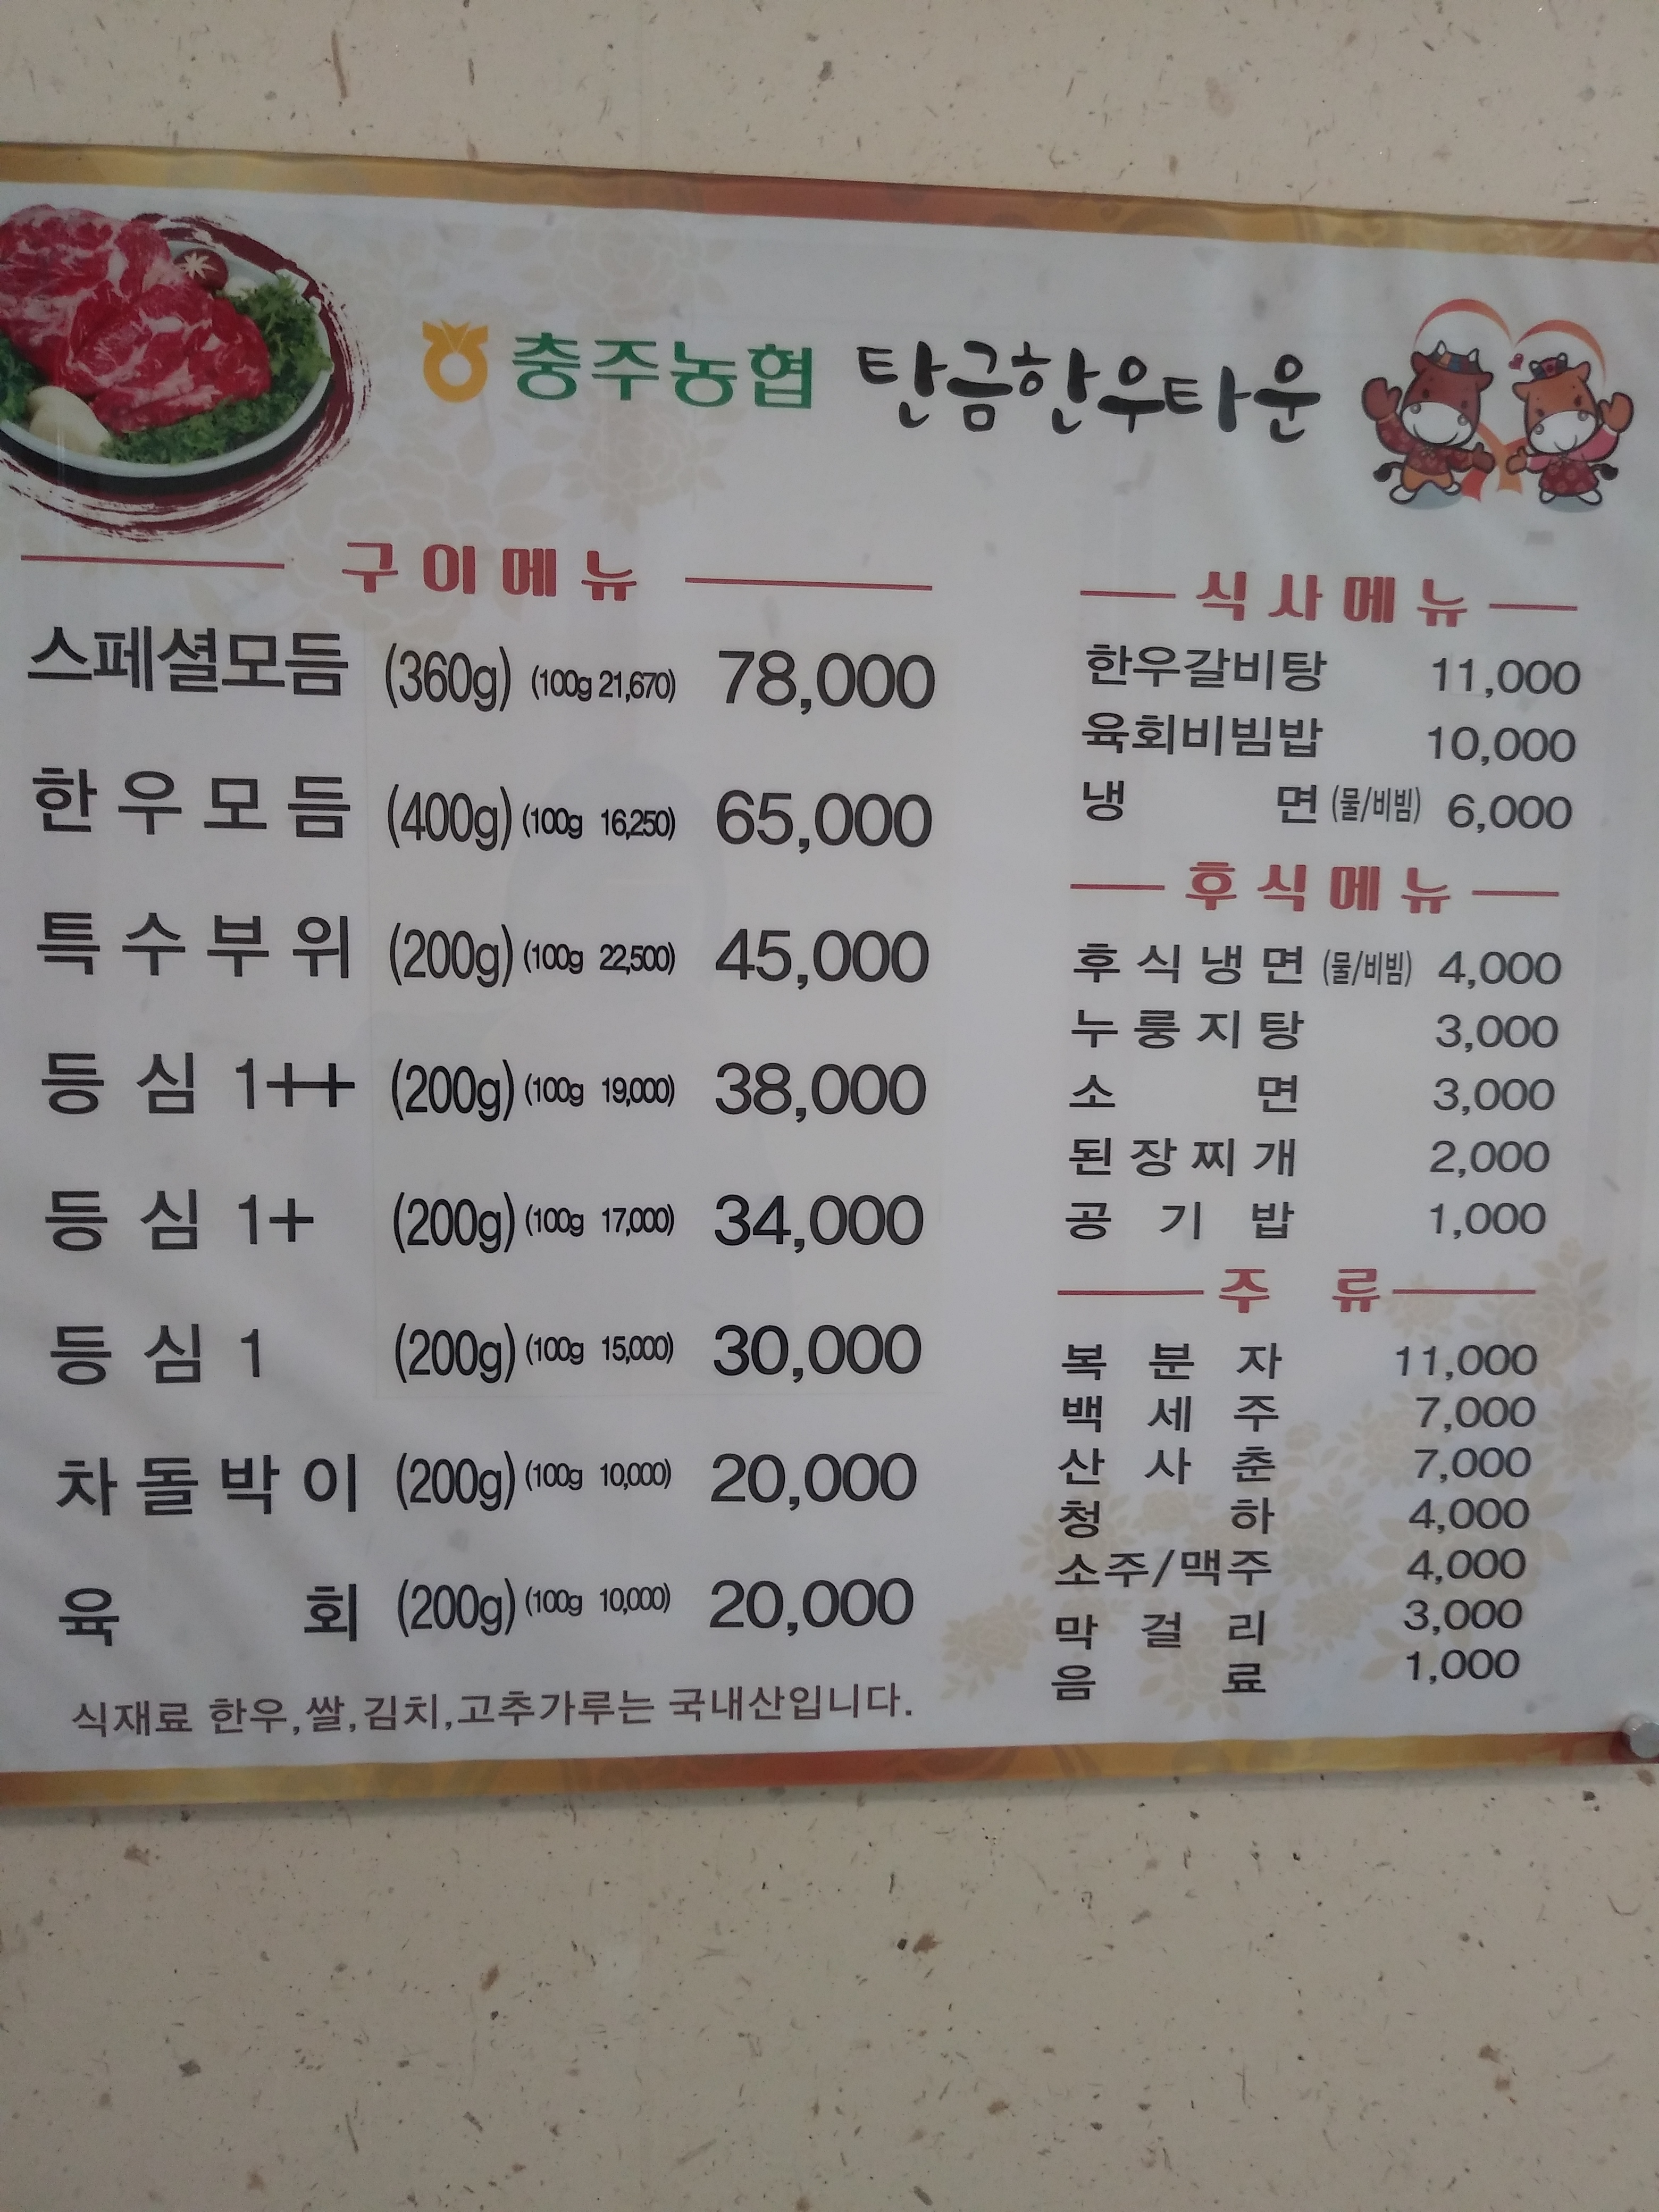 충주농협 탄금한우타운
구이메뉴
스페셜모듬 (360g) (100g 21,670) 78,000
한우모듬 (400g) (100g 16,250) 65,000
특수부위 (200g) (100g 22,500) 45,000
등심 1++ (200g) (100g 19,000) 38,000
등심 1+ (200g) (100g 17,000) 34,000
등심 1 (200g) (100g 15,000) 30,000
차돌박이 (200g) (100g 10,000) 20,000
육회 (200g) (100g 10,000) 20,000
식재료 한우,쌀,김치,고추가루는 국내산입니다.
식사메뉴
한우갈비탕 11,000
육회비빔밥 10,000
냉면 (물/비빔) 6,000
후식메뉴
후식냉면 (물/비빔) 4,000
누룽지탕 3,000
소면 3,000
된장찌개 2,000
공기밥 1,000
주류
복분자 11,000
백세주 7,000
산사춘 7,000
청하 4,000
소주/맥주 4,000
막걸리 3,000
음료 1,000